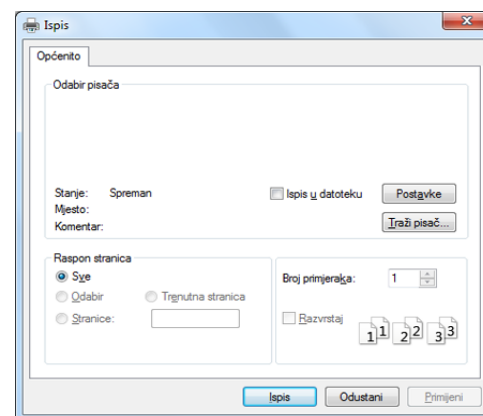 Ispis
Općenito
Odabir pisača
Stanje: Spreman
Ispis u datoteku
Postavke
Mjesto:
Traži pisač...
Komentar:
Raspon stranica
Sve
Broj primjeraka: 1
Odabir Trenutna stranica
Stranice:
Razvrstaj
1 1 2 2 3 3
Ispis Odustani Primijeni